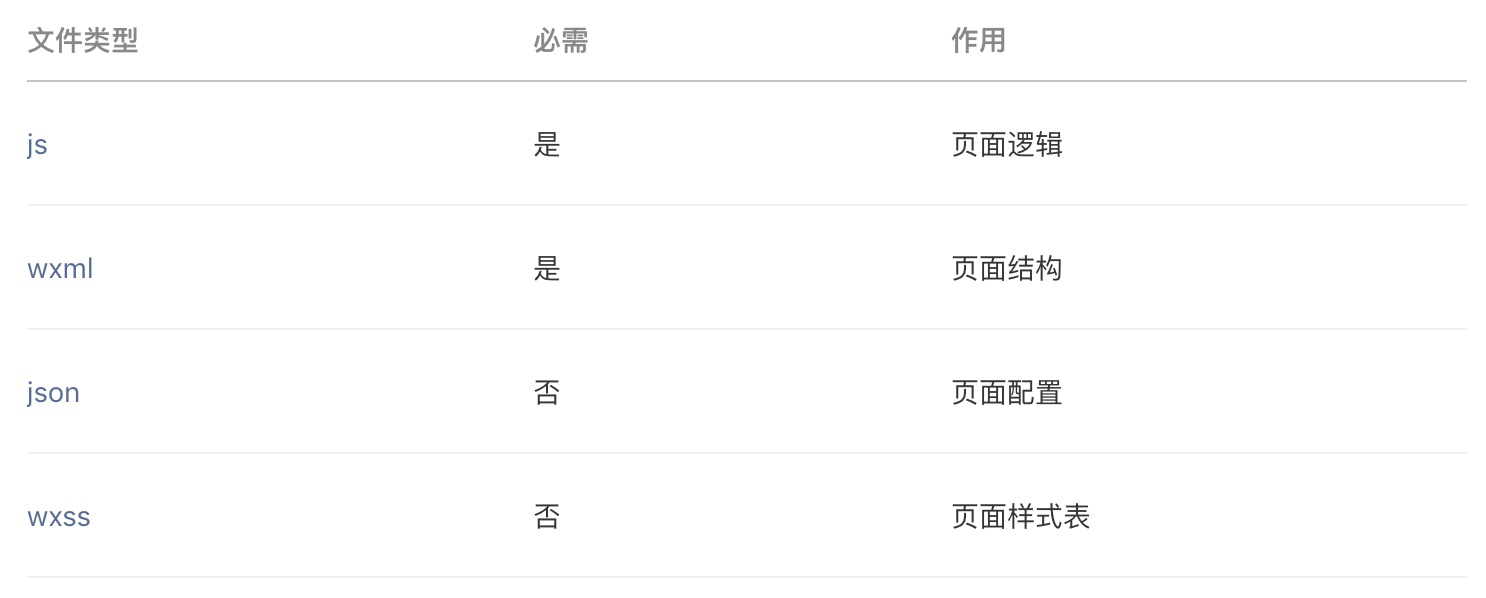 文件类型 必需 作用
js 是 页面逻辑
wxml 是 页面结构
json 否 页面配置
wxss 否 页面样式表